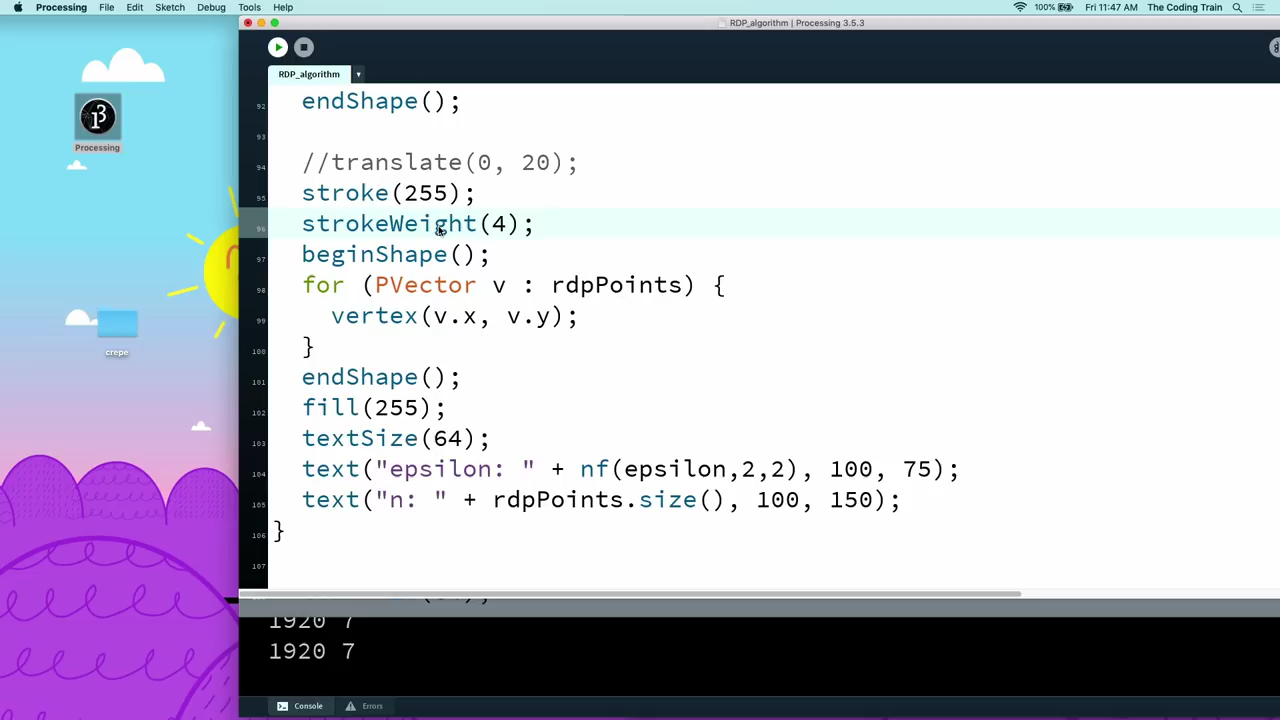 Processing File Edit Sketch Debug Tools Help 100% Fri 11:47 AM The Coding Train
RDP_algorithm | Processing 3.5.3
RDP_algorithm
Processing
crepe
92 endShape();
93
94 //translate(0, 20);
95 stroke(255);
96 strokeWeight(4);
97 beginShape();
98 for (PVector v : rdpPoints) {
99 vertex(v.x, v.y);
100 }
101 endShape();
102 fill(255);
103 textSize(64);
104 text("epsilon: " + nf(epsilon,2,2), 100, 75);
105 text("n: " + rdpPoints.size(), 100, 150);
106 }
107
1920 7
1920 7
Console Errors